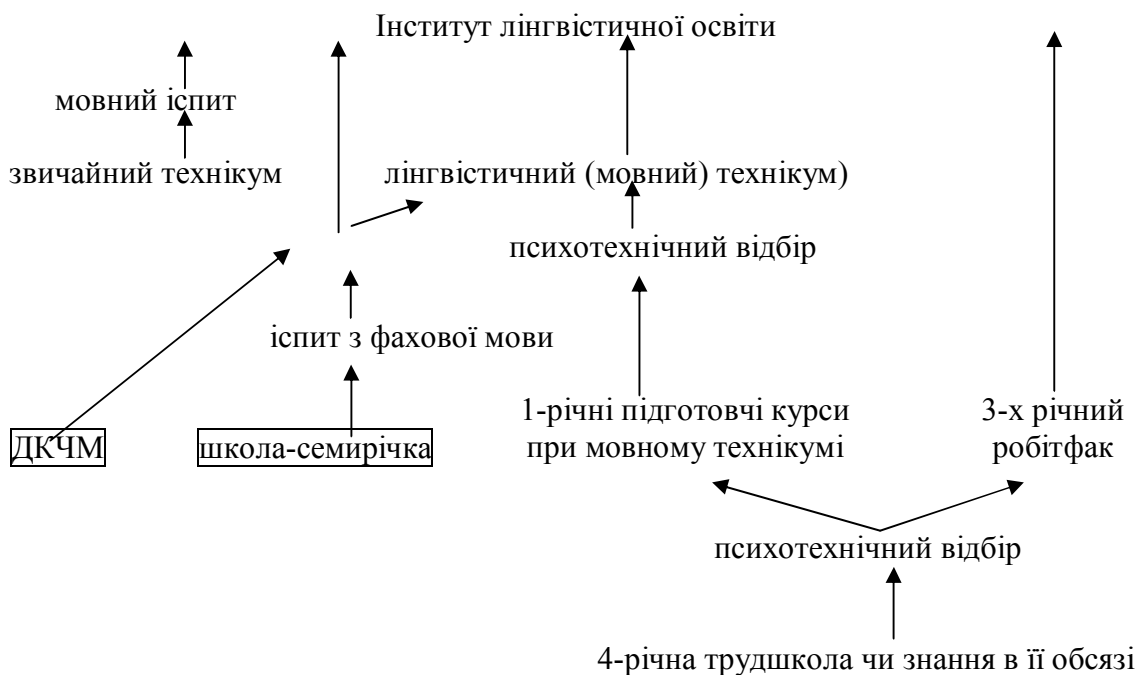 Інститут лінгвістичної освіти
мовний іспит
звичайний технікум
лінгвістичний (мовний) технікум)
психотехнічний відбір
іспит з фахової мови
ДКЧМ
школа-семирічка
1-річні підготовчі курси
при мовному технікумі
3-х річний
робітфак
психотехнічний відбір
4-річна трудшкола чи знання в її обсязі